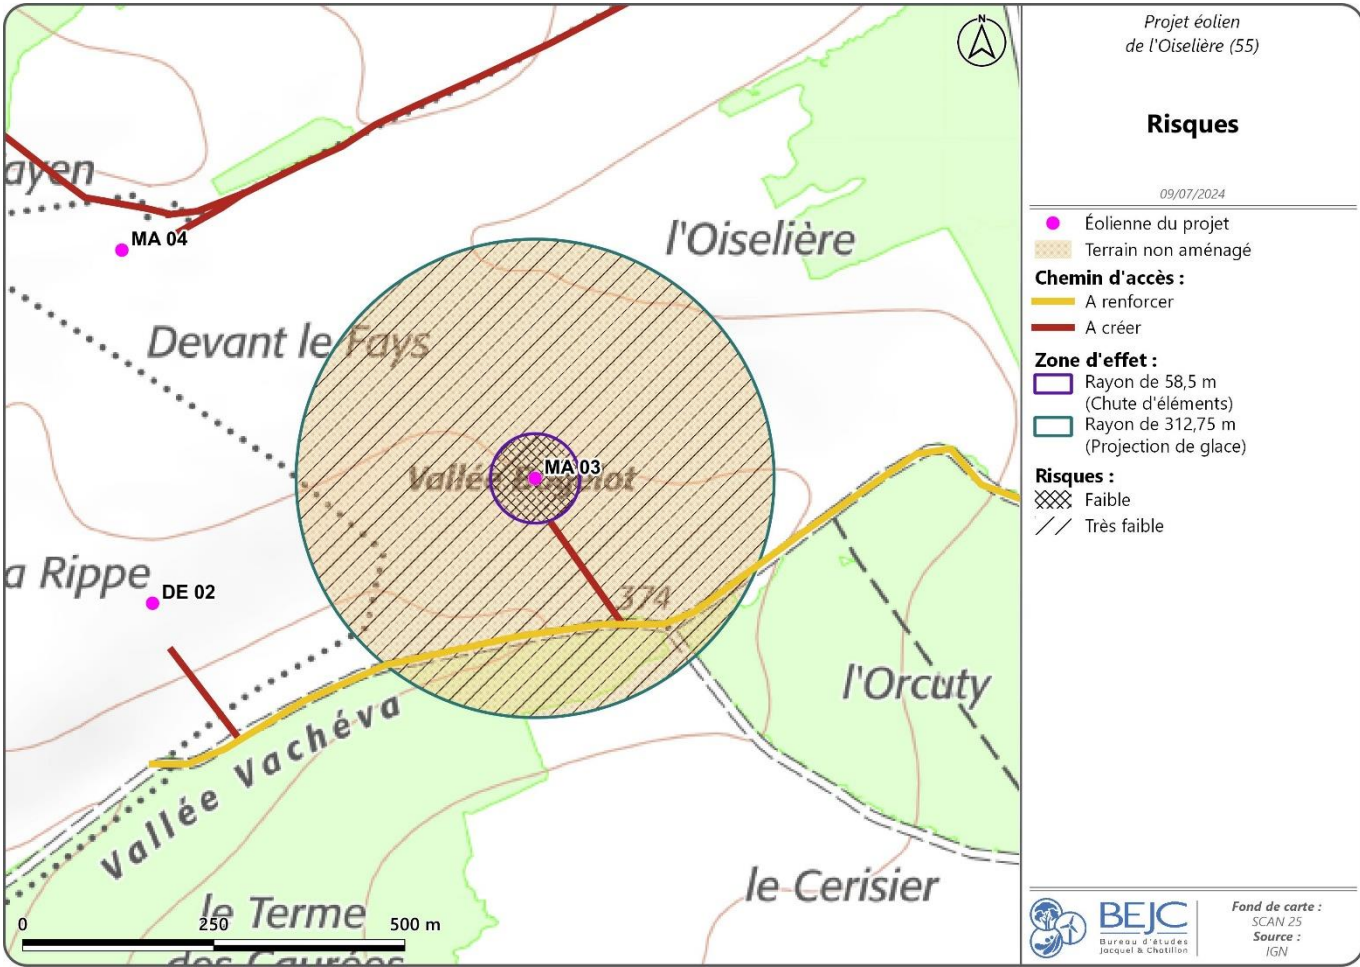 ayen
MA 04
l'Oiselière
Devant le Fays
MA 03
a Rippe
DE 02
374
l'Orcuty
Vallée Vachéva
le Cerisier
le Terme
des Caurées
0 250 500 m
N
Projet éolien
de l'Oiselière (55)
Risques
09/07/2024
Éolienne du projet
Terrain non aménagé
Chemin d'accès :
A renforcer
A créer
Zone d'effet :
Rayon de 58,5 m
(Chute d'éléments)
Rayon de 312,75 m
(Projection de glace)
Risques :
Faible
Très faible
BEJC
Bureau d'études
Jacquel & Chatillon
Fond de carte :
SCAN 25
Source :
IGN